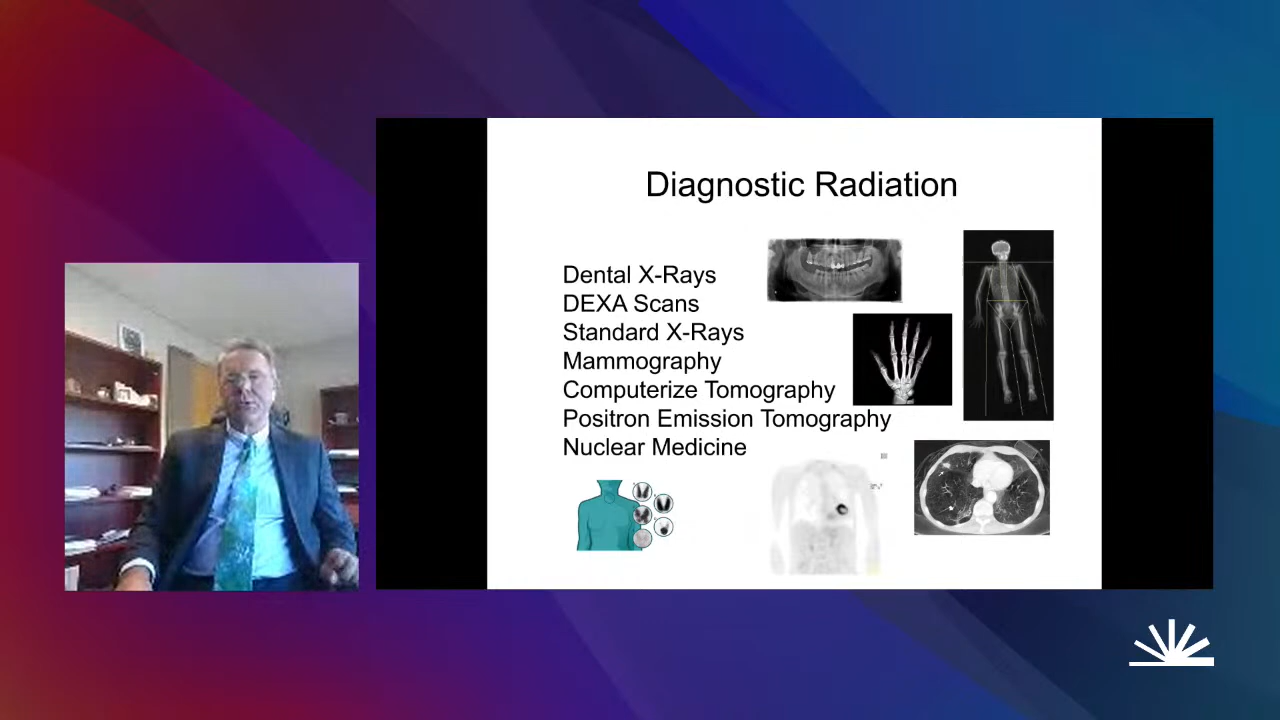 Diagnostic Radiation
Dental X-Rays
DEXA Scans
Standard X-Rays
Mammography
Computerize Tomography
Positron Emission Tomography
Nuclear Medicine